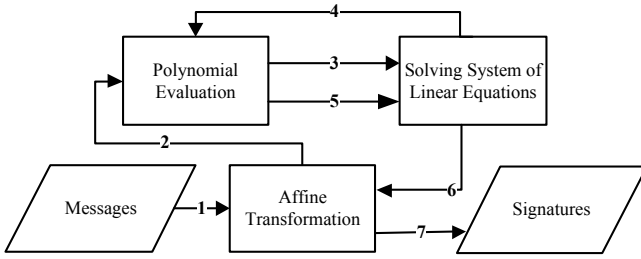 4
Polynomial
Evaluation
3
5
Solving System of
Linear Equations
2
6
Messages
1
Affine
Transformation
7
Signatures